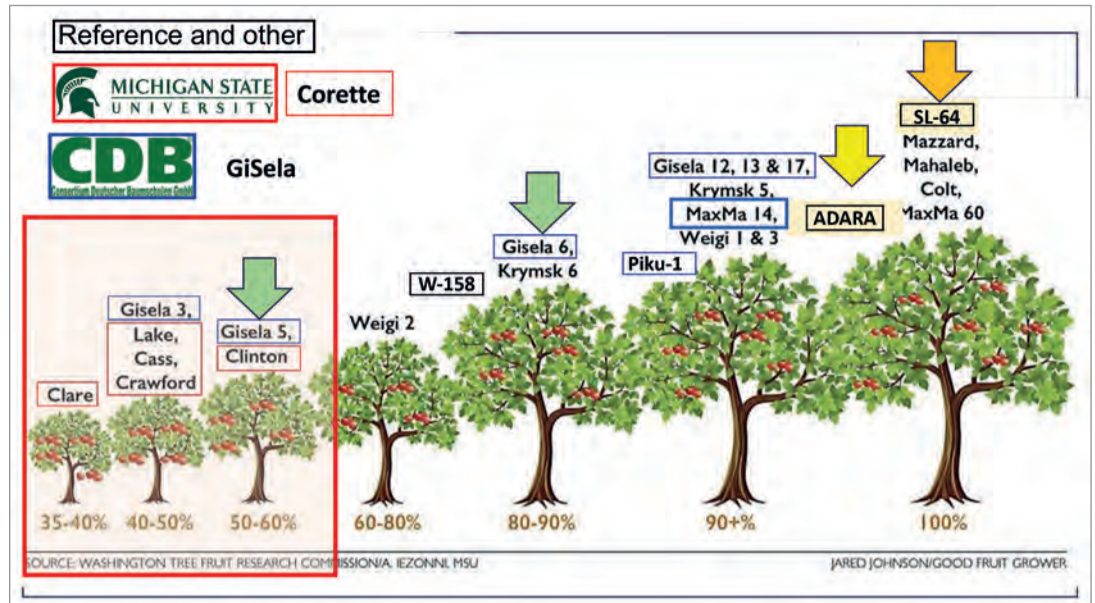 Reference and other
MICHIGAN STATE
UNIVERSITY
Corette
CDB
Consortium Deutscher Baumschulen GmbH
GiSela
SL-64
Mazzard,
Mahaleb,
Colt,
MaxMa 60
Gisela 12, 13 & 17,
Krymsk 5,
MaxMa 14,
Weigi 1 & 3
ADARA
Piku-1
Gisela 6,
Krymsk 6
W-158
Weigi 2
Gisela 5,
Clinton
Gisela 3,
Lake,
Cass,
Crawford
Clare
35-40%
40-50%
50-60%
60-80%
80-90%
90+%
100%
SOURCE: WASHINGTON TREE FRUIT RESEARCH COMMISSION/A. IEZONNI, MSU
JARED JOHNSON/GOOD FRUIT GROWER